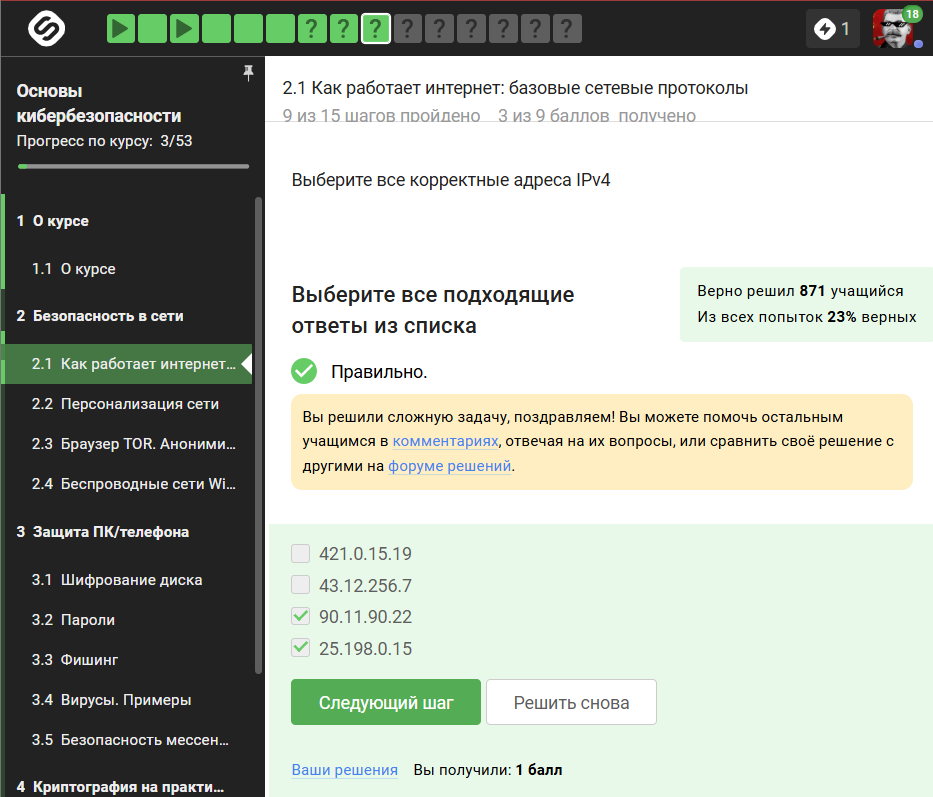 ? ? ? ? ? ? ? ? ?
1
18
Основы
кибербезопасности
Прогресс по курсу: 3/53
1 О курсе
1.1 О курсе
2 Безопасность в сети
2.1 Как работает интернет...
2.2 Персонализация сети
2.3 Браузер TOR. Аноними...
2.4 Беспроводные сети Wi...
3 Защита ПК/телефона
3.1 Шифрование диска
3.2 Пароли
3.3 Фишинг
3.4 Вирусы. Примеры
3.5 Безопасность мессен...
4 Криптография на практи...
2.1 Как работает интернет: базовые сетевые протоколы
9 из 15 шагов пройдено 3 из 9 баллов получено
Выберите все корректные адреса IPv4
Выберите все подходящие
ответы из списка
Верно решил 871 учащийся
Из всех попыток 23% верных
Правильно.
Вы решили сложную задачу, поздравляем! Вы можете помочь остальным
учащимся в комментариях, отвечая на их вопросы, или сравнить своё решение с
другими на форуме решений.
421.0.15.19
43.12.256.7
90.11.90.22
25.198.0.15
Следующий шаг
Решить снова
Ваши решения Вы получили: 1 балл